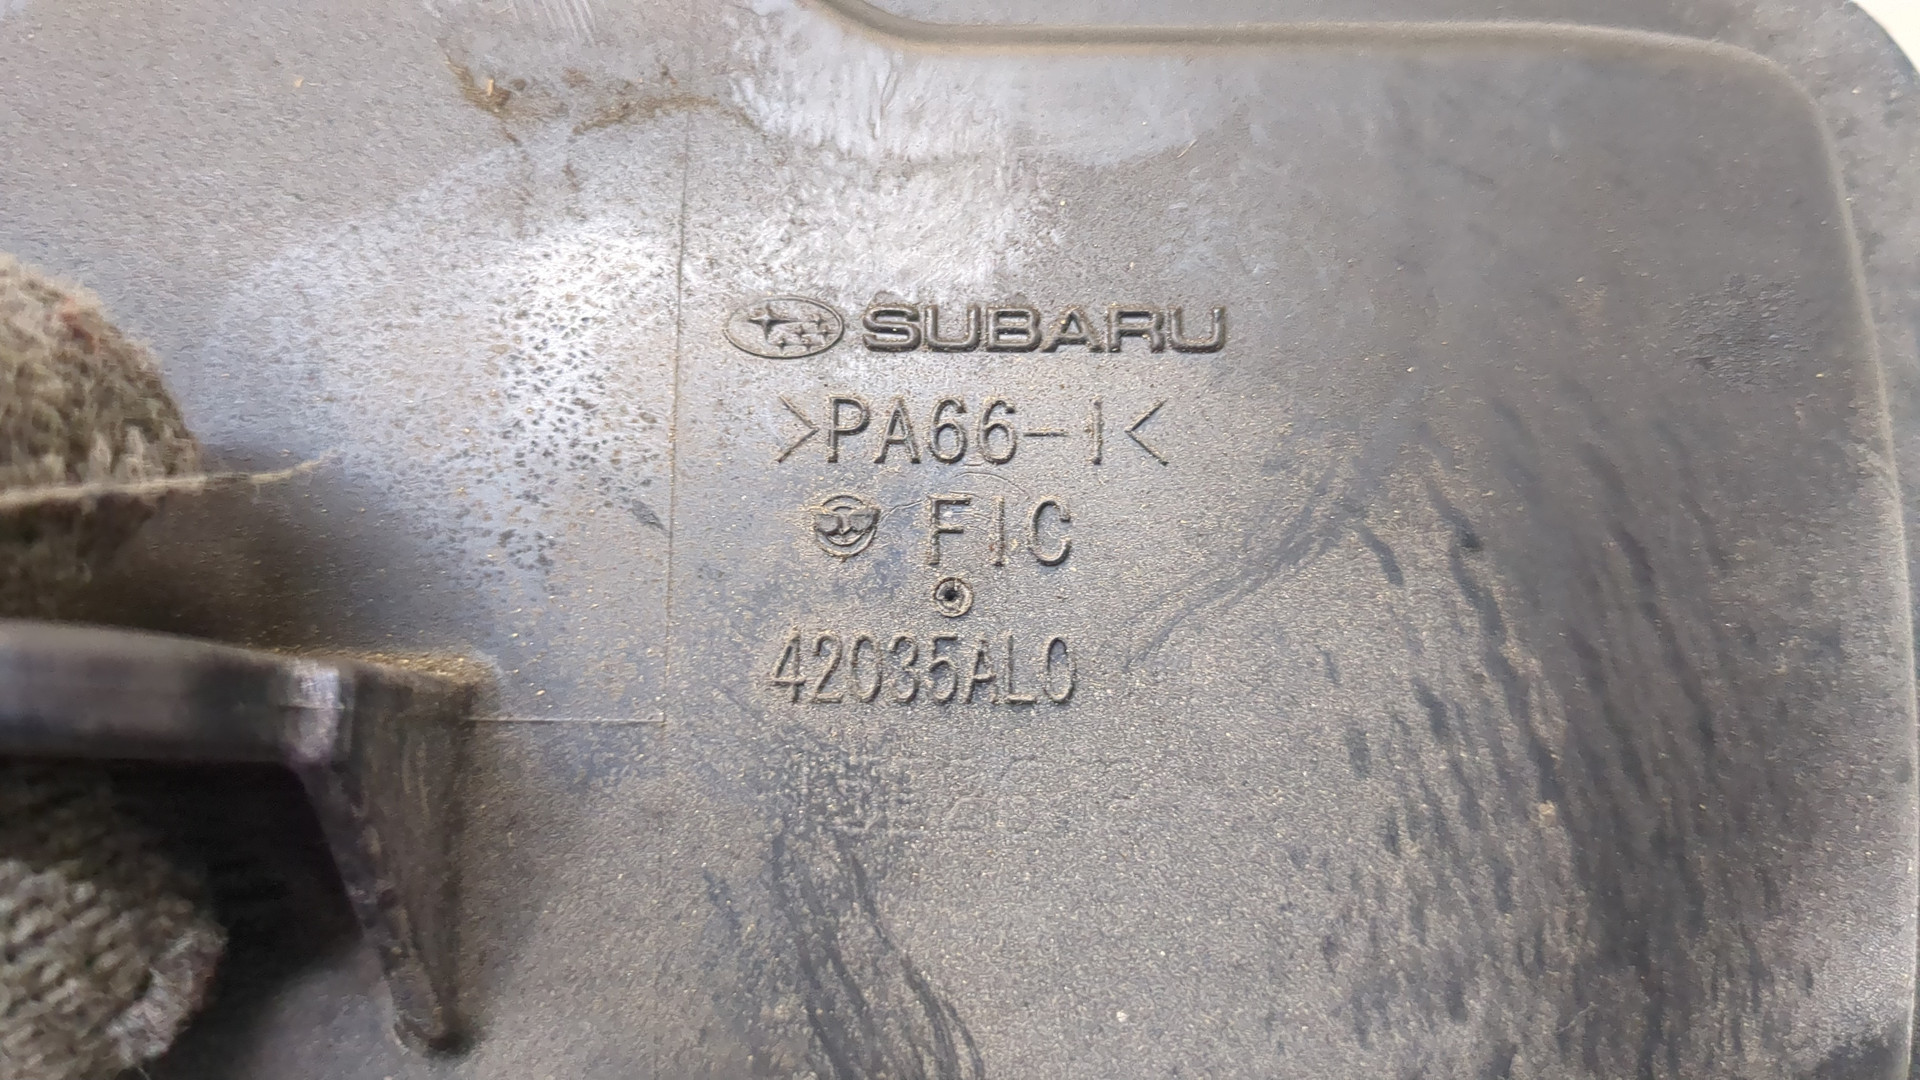 SUBARU
>PA66-I<
FIC
42035AL0